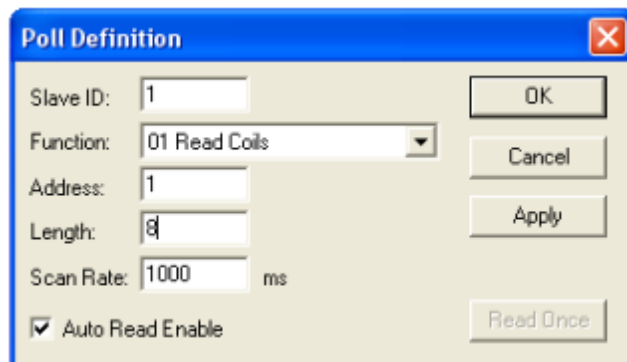 Poll Definition
Slave ID: 1
OK
Function: 01 Read Coils
Cancel
Address: 1
Length: 8
Apply
Scan Rate: 1000 ms
Auto Read Enable
Read Once